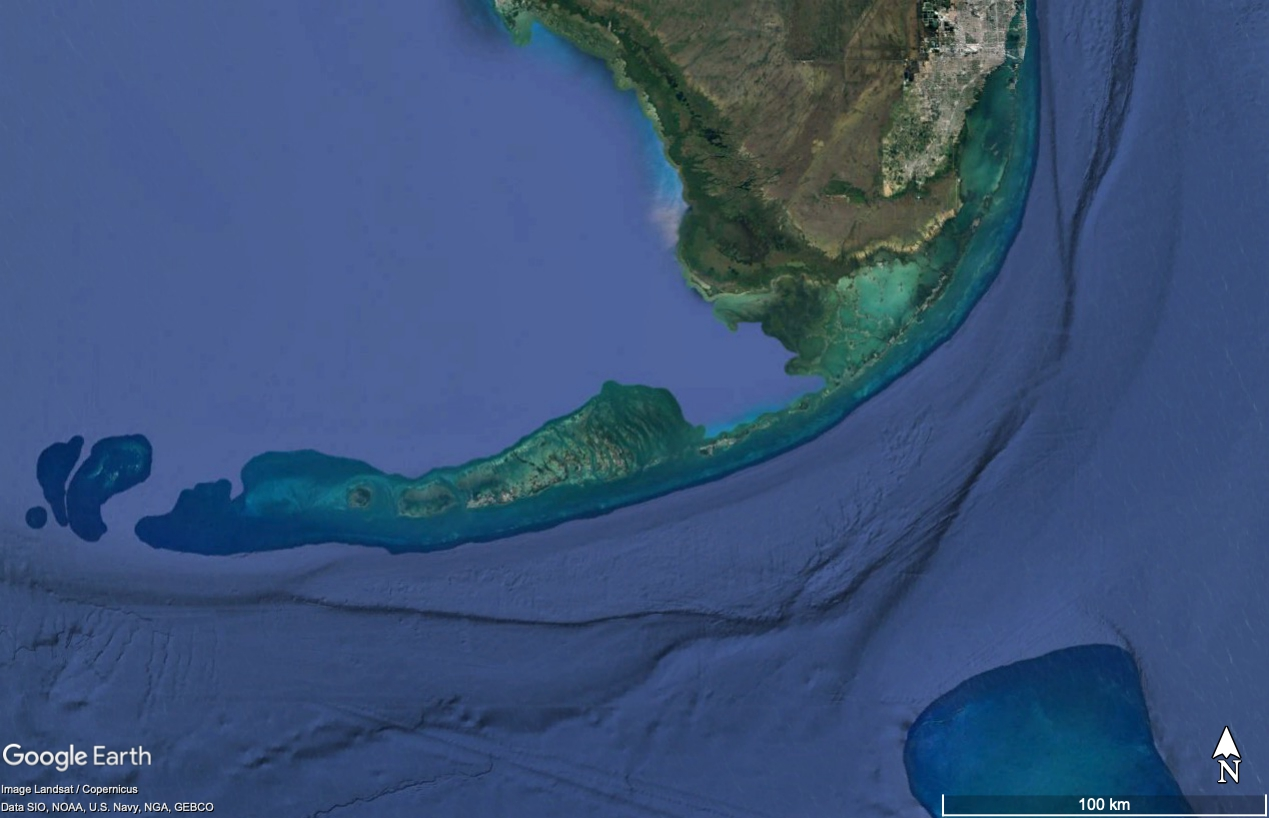 Google Earth
Image Landsat / Copernicus
Data SIO, NOAA, U.S. Navy, NGA, GEBCO
N
100 km